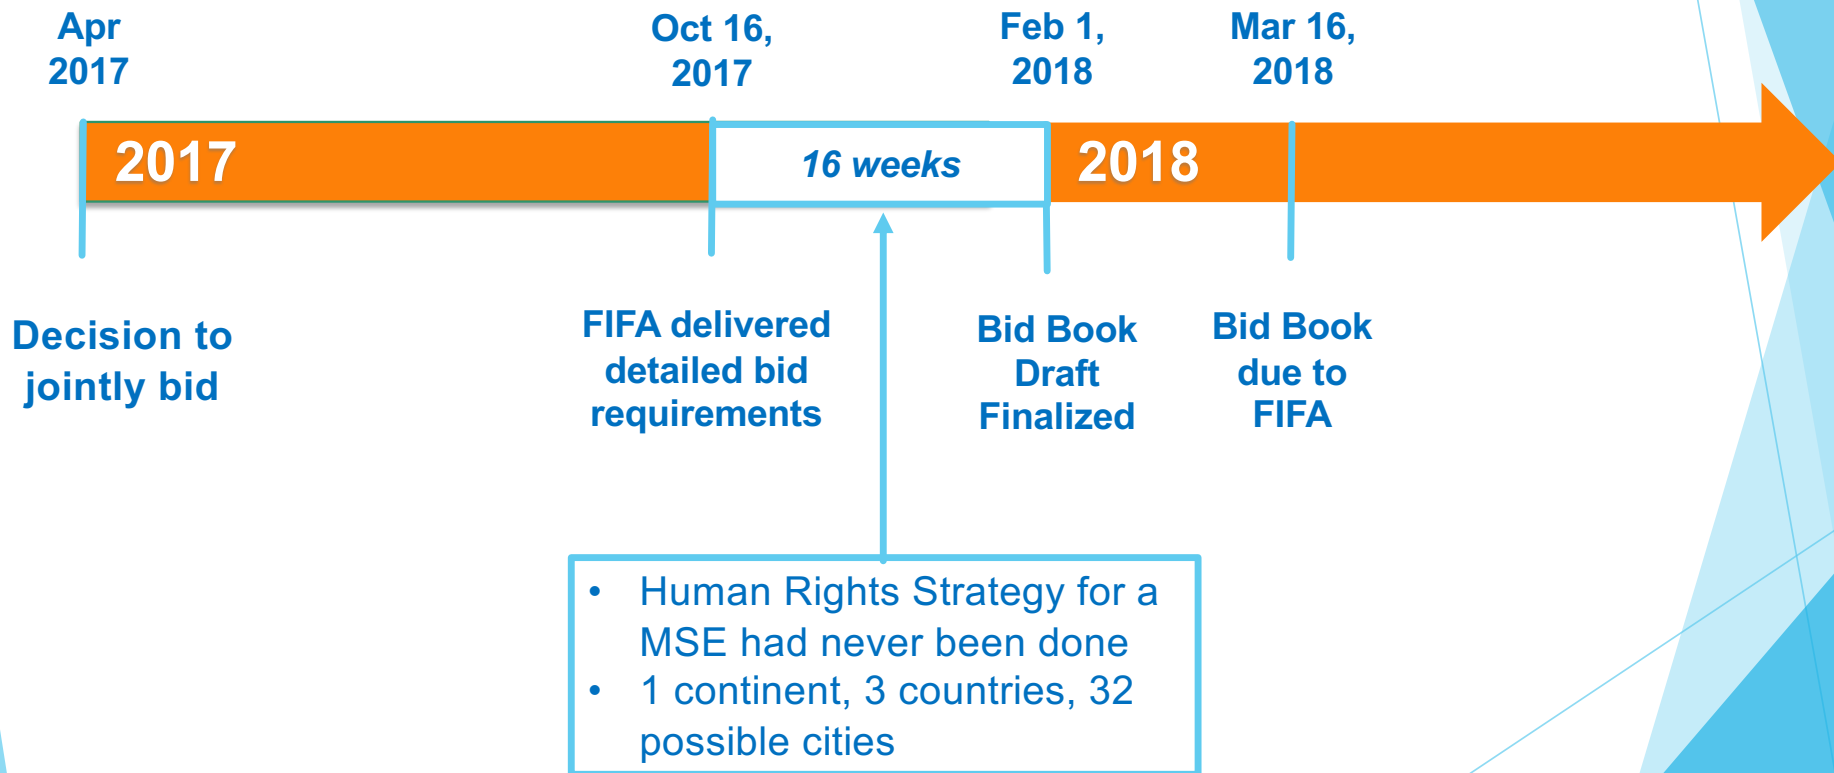 Apr
2017
Oct 16,
2017
Feb 1,
2018
Mar 16,
2018
2017
16 weeks
2018
Decision to
jointly bid
FIFA delivered
detailed bid
requirements
Bid Book
Draft
Finalized
Bid Book
due to
FIFA
• Human Rights Strategy for a
MSE had never been done
• 1 continent, 3 countries, 32
possible cities